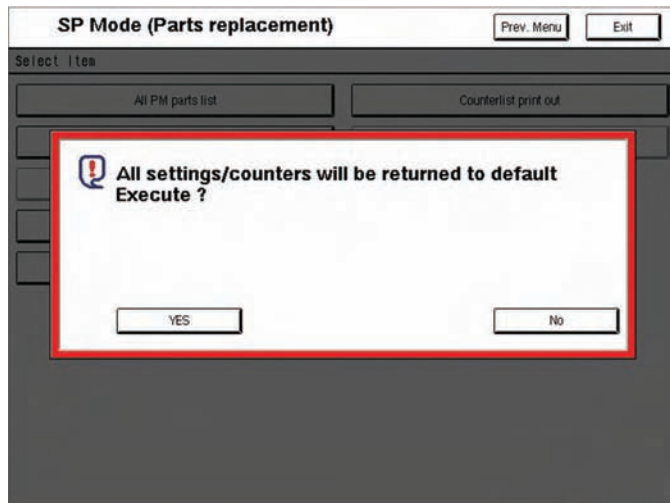 SP Mode (Parts replacement)
Prev. Menu
Exit
Select Item
All PM parts list
Counterlist print out
All settings/counters will be returned to default
Execute ?
YES
No